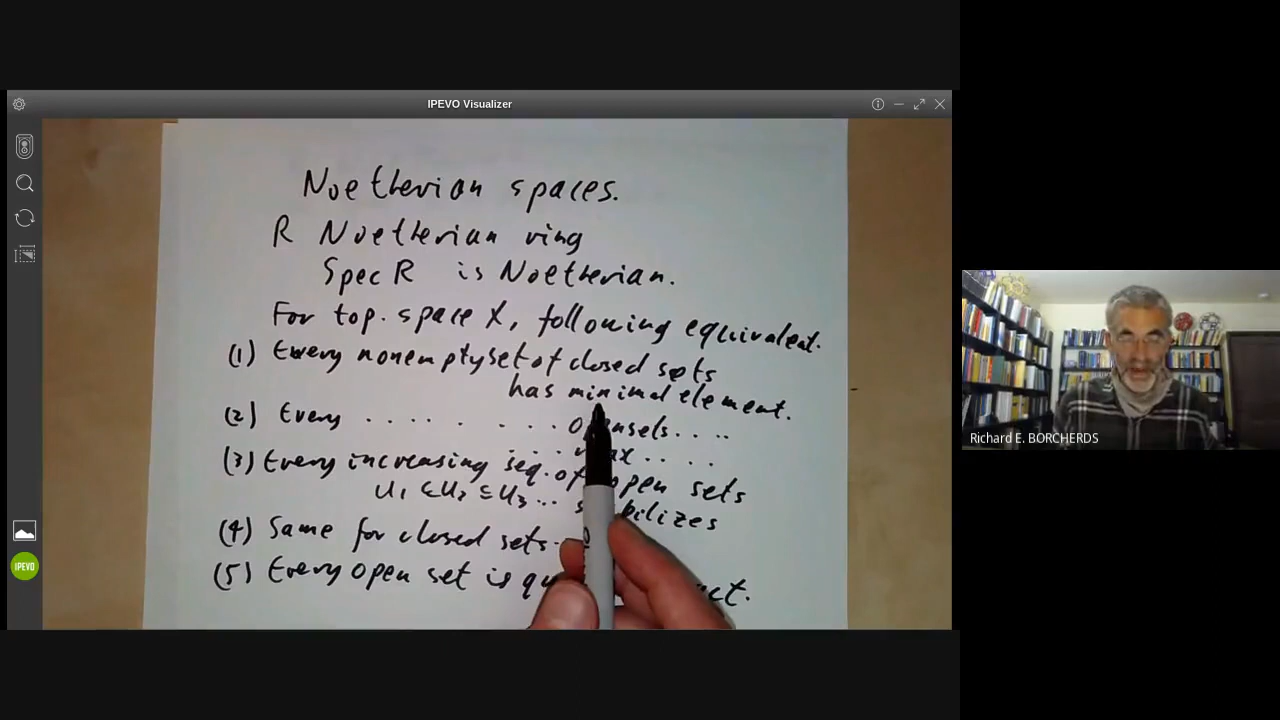 IPEVO Visualizer
Noetherian spaces.
R Noetherian ring
Spec R is Noetherian.
For top. space X, following equivalent.
(1) Every nonempty set of closed sets
has minimal element.
(2) Every . . . . . . . . opensets. . . .
. . . max . . . .
(3) Every increasing seq. of open sets
U₁ ⊆ U₂ ⊆ U₃ ... stabilizes
(4) Same for closed sets
(5) Every open set is
Richard E. BORCHERDS
IPEVO